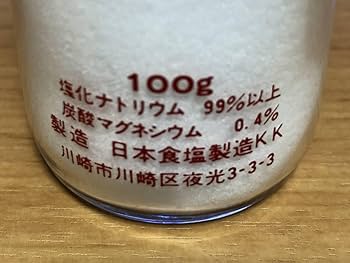 100g
塩化ナトリウム 99%以上
炭酸マグネシウム 0.4%
製造 日本食塩製造KK
川崎市川崎区夜光3-3-3